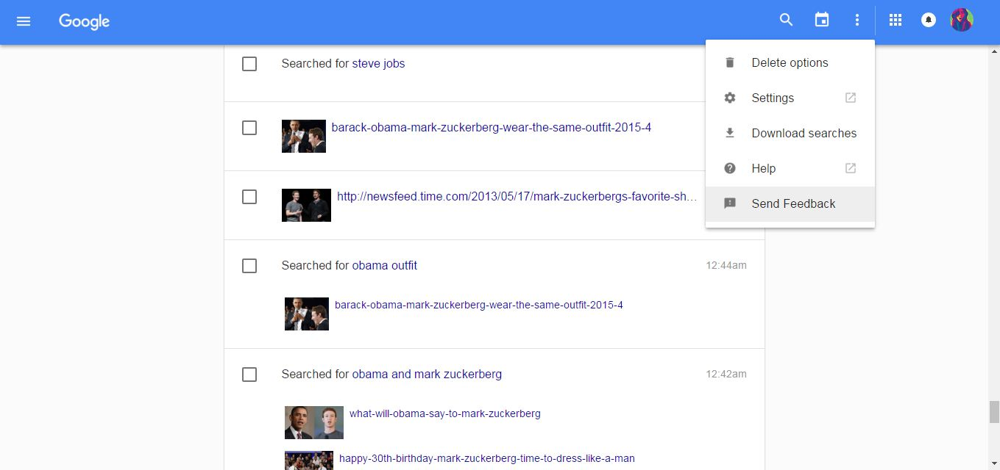 Google
Searched for steve jobs
Delete options
Settings
Download searches
Help
Send Feedback
barack-obama-mark-zuckerberg-wear-the-same-outfit-2015-4
http://newsfeed.time.com/2013/05/17/mark-zuckerbergs-favorite-sh…
Searched for obama outfit 12:44am
barack-obama-mark-zuckerberg-wear-the-same-outfit-2015-4
Searched for obama and mark zuckerberg 12:42am
what-will-obama-say-to-mark-zuckerberg
happy-30th-birthday-mark-zuckerberg-time-to-dress-like-a-man